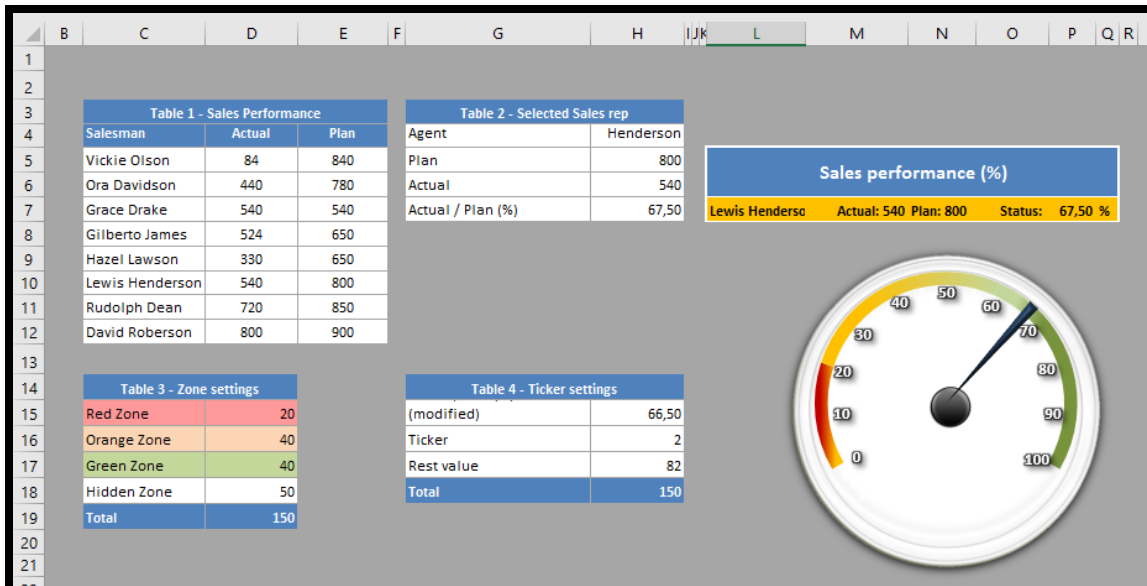 B C D E F G H I J K L M N O P Q R
1
2
3 Table 1 - Sales Performance Table 2 - Selected Sales rep
4 Salesman Actual Plan Agent Henderson
5 Vickie Olson 84 840 Plan 800
Sales performance (%)
6 Ora Davidson 440 780 Actual 540
7 Grace Drake 540 540 Actual / Plan (%) 67,50 Lewis Henderso Actual: 540 Plan: 800 Status: 67,50 %
8 Gilberto James 524 650
9 Hazel Lawson 330 650
10 Lewis Henderson 540 800
11 Rudolph Dean 720 850
12 David Roberson 800 900
13
14 Table 3 - Zone settings Table 4 - Ticker settings
15 Red Zone 20 (modified) 66,50
16 Orange Zone 40 Ticker 2
17 Green Zone 40 Rest value 82
18 Hidden Zone 50 Total 150
19 Total 150
20
21
0
10
20
30
40
50
60
70
80
90
100